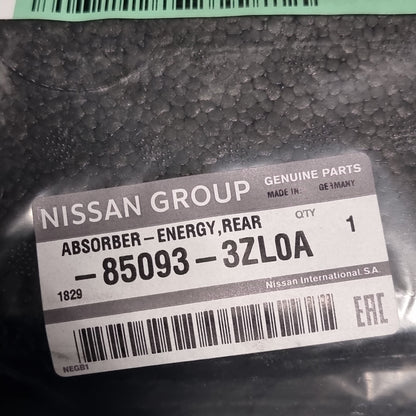 NISSAN GROUP GENUINE PARTS
MADE IN: GERMANY
ABSORBER-ENERGY,REAR QTY 1
-85093-3ZL0A
1829 Nissan International S.A.
EAC
NEGB1